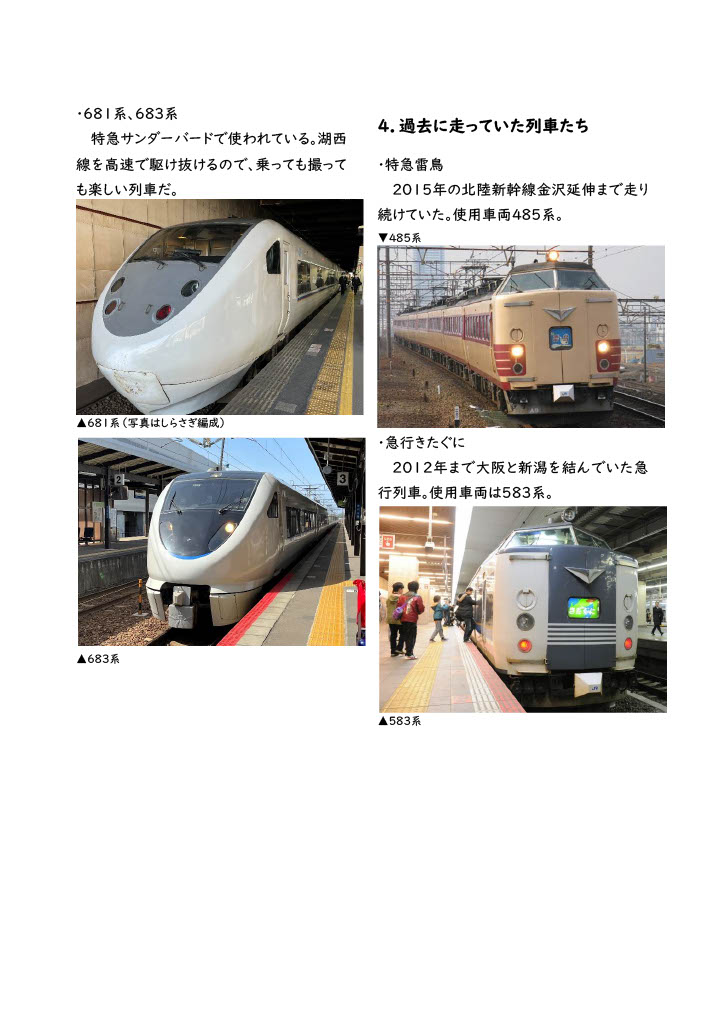 ・681系、683系
特急サンダーバードで使われている。湖西
線を高速で駆け抜けるので、乗っても撮って
も楽しい列車だ。
▲681系（写真はしらさぎ編成）
2
3
▲683系
4．過去に走っていた列車たち
・特急雷鳥
2015年の北陸新幹線金沢延伸まで走り
続けていた。使用車両485系。
▼485系
・急行きたぐに
2012年まで大阪と新潟を結んでいた急
行列車。使用車両は583系。
▲583系